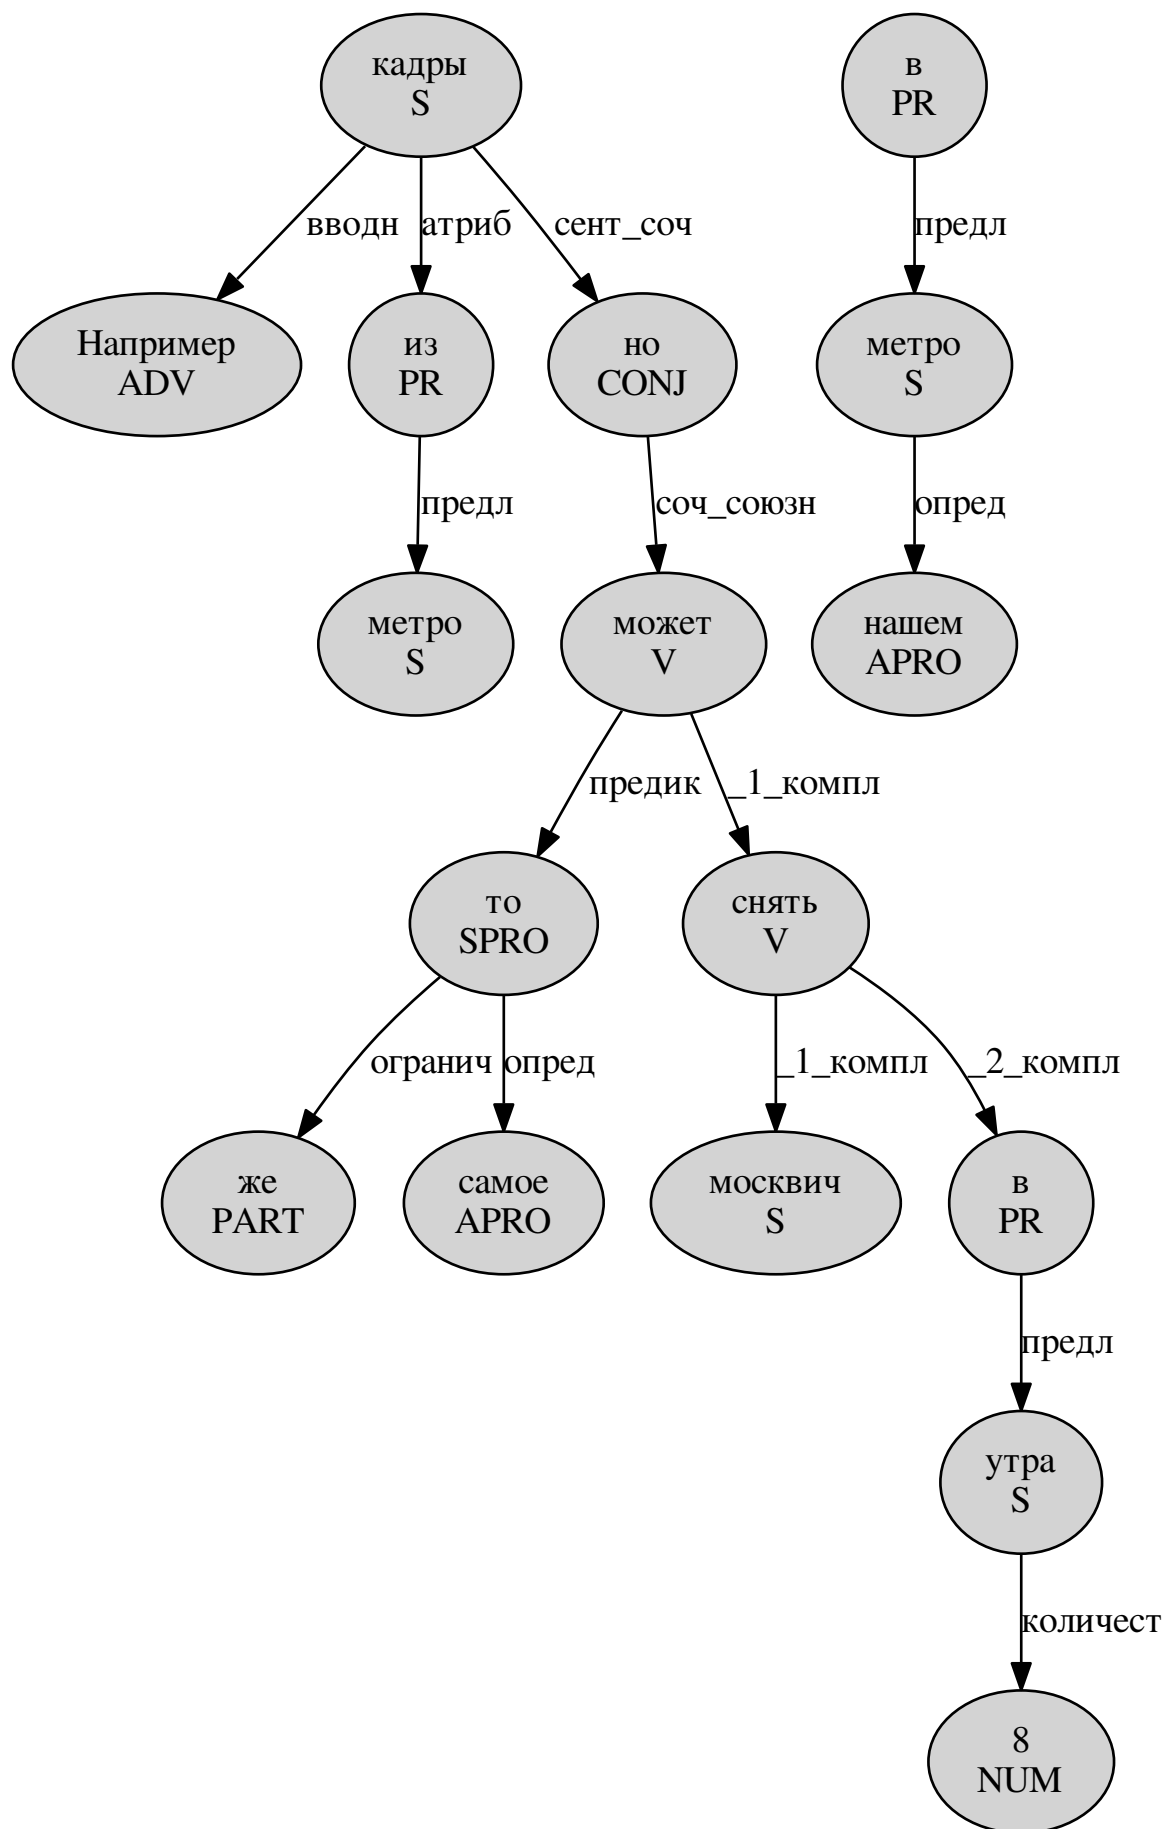 кадры
S
в
PR
вводн
атриб
сент_соч
предл
Например
ADV
из
PR
но
CONJ
метро
S
предл
соч_союзн
опред
метро
S
может
V
нашем
APRO
предик
_1_компл
то
SPRO
снять
V
огранич
опред
_1_компл
_2_компл
же
PART
самое
APRO
москвич
S
в
PR
предл
утра
S
количест
8
NUM